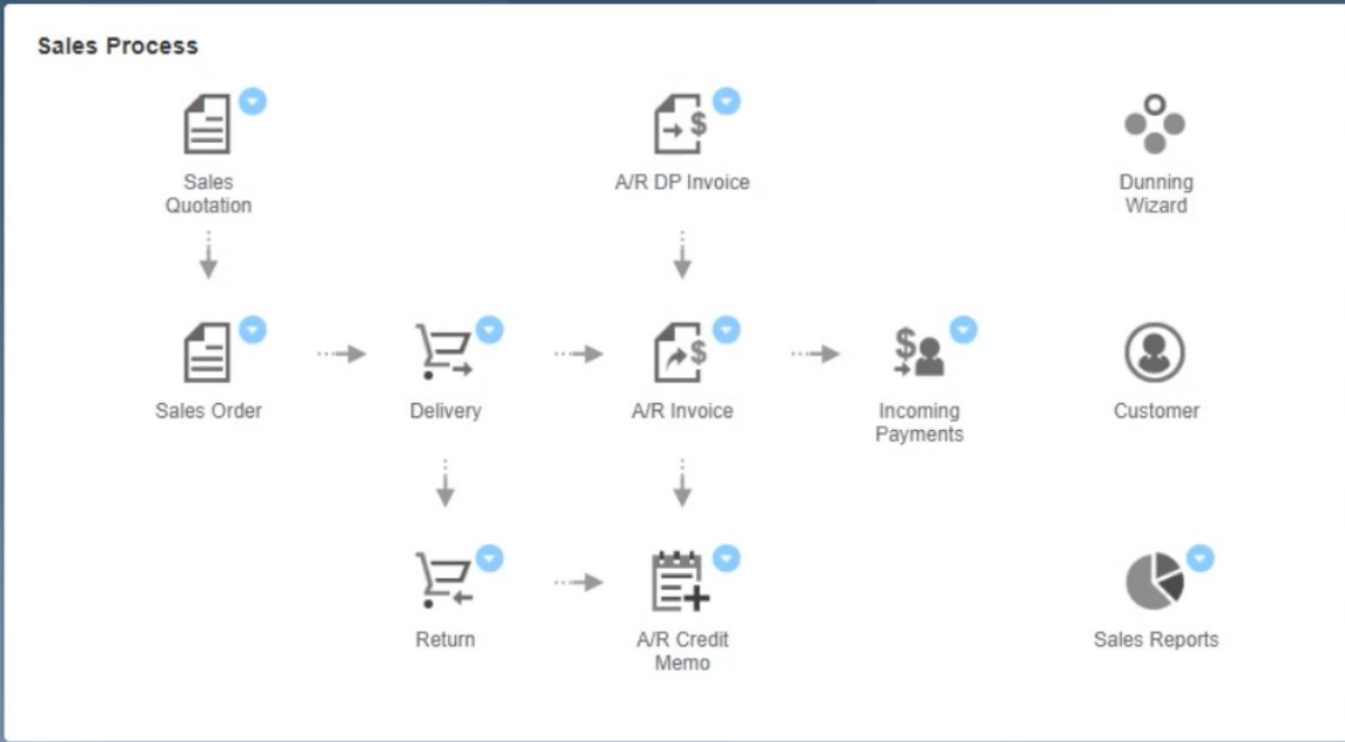 Sales Process
Sales
Quotation
A/R DP Invoice
Dunning
Wizard
Sales Order
Delivery
A/R Invoice
Incoming
Payments
Customer
Return
A/R Credit
Memo
Sales Reports